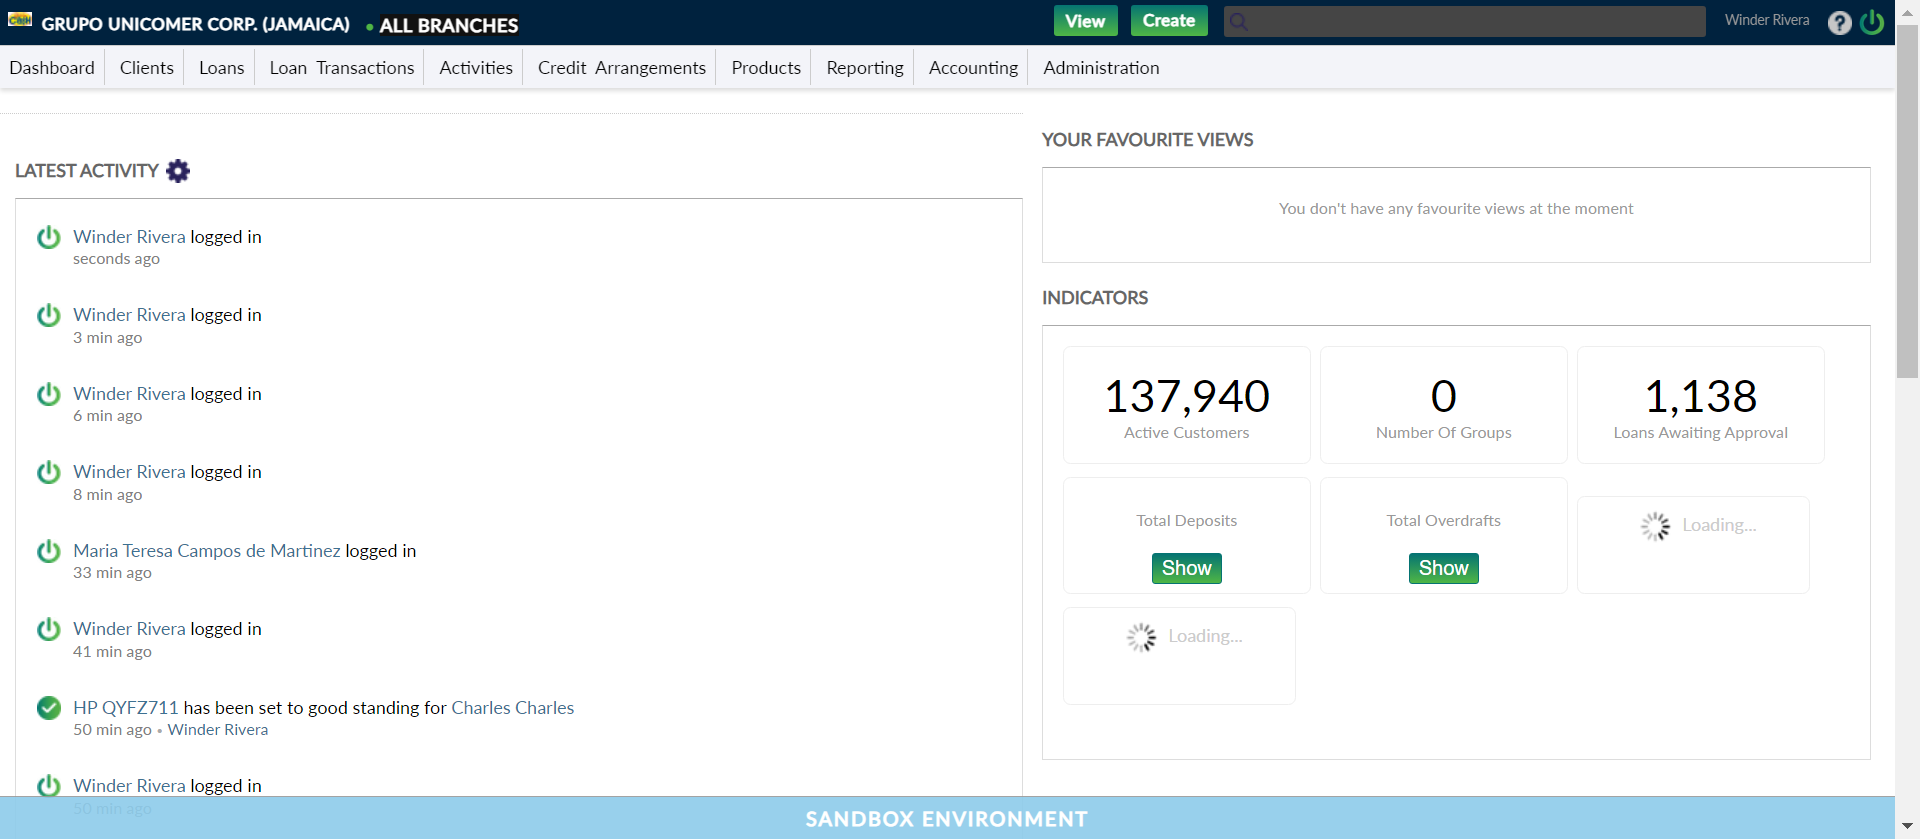 GRUPO UNICOMER CORP. (JAMAICA) • ALL BRANCHES
View
Create
Winder Rivera
?
Dashboard
Clients
Loans
Loan Transactions
Activities
Credit Arrangements
Products
Reporting
Accounting
Administration
LATEST ACTIVITY
Winder Rivera logged in
seconds ago
Winder Rivera logged in
3 min ago
Winder Rivera logged in
6 min ago
Winder Rivera logged in
8 min ago
Maria Teresa Campos de Martinez logged in
33 min ago
Winder Rivera logged in
41 min ago
HP QYFZ711 has been set to good standing for Charles Charles
50 min ago • Winder Rivera
Winder Rivera logged in
50 min ago
YOUR FAVOURITE VIEWS
You don't have any favourite views at the moment
INDICATORS
137,940
Active Customers
0
Number Of Groups
1,138
Loans Awaiting Approval
Total Deposits
Show
Total Overdrafts
Show
Loading...
Loading...
SANDBOX ENVIRONMENT